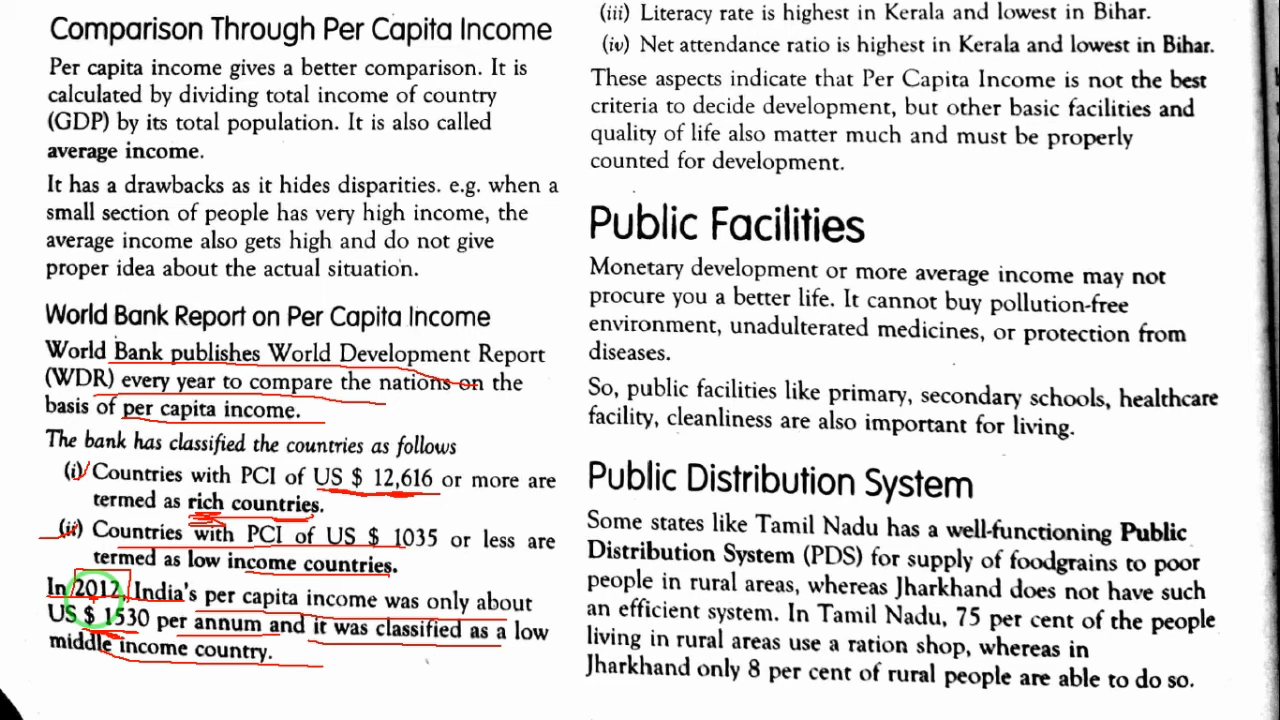 Comparison Through Per Capita Income
Per capita income gives a better comparison. It is
calculated by dividing total income of country
(GDP) by its total population. It is also called
average income.
It has a drawbacks as it hides disparities. e.g. when a
small section of people has very high income, the
average income also gets high and do not give
proper idea about the actual situation.
World Bank Report on Per Capita Income
World Bank publishes World Development Report
(WDR) every year to compare the nations on the
basis of per capita income.
The bank has classified the countries as follows
(i) Countries with PCI of US $ 12,616 or more are
termed as rich countries.
(ii) Countries with PCI of US $ 1035 or less are
termed as low income countries.
In 2012, India's per capita income was only about
US $ 1530 per annum and it was classified as a low
middle income country.
(iii) Literacy rate is highest in Kerala and lowest in Bihar.
(iv) Net attendance ratio is highest in Kerala and lowest in Bihar.
These aspects indicate that Per Capita Income is not the best
criteria to decide development, but other basic facilities and
quality of life also matter much and must be properly
counted for development.
Public Facilities
Monetary development or more average income may not
procure you a better life. It cannot buy pollution-free
environment, unadulterated medicines, or protection from
diseases.
So, public facilities like primary, secondary schools, healthcare
facility, cleanliness are also important for living.
Public Distribution System
Some states like Tamil Nadu has a well-functioning Public
Distribution System (PDS) for supply of foodgrains to poor
people in rural areas, whereas Jharkhand does not have such
an efficient system. In Tamil Nadu, 75 per cent of the people
living in rural areas use a ration shop, whereas in
Jharkhand only 8 per cent of rural people are able to do so.